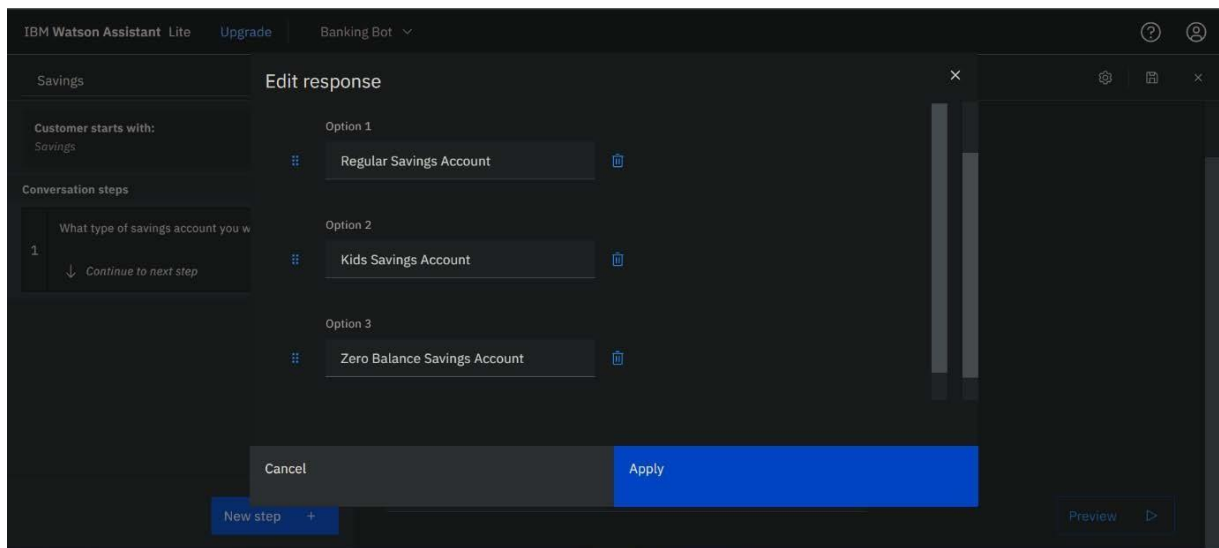 IBM Watson Assistant Lite Upgrade Banking Bot
Savings
Edit response
Customer starts with:
Savings
Conversation steps
1
What type of savings account you w
Continue to next step
Option 1
Regular Savings Account
Option 2
Kids Savings Account
Option 3
Zero Balance Savings Account
Cancel
Apply
New step +
Preview